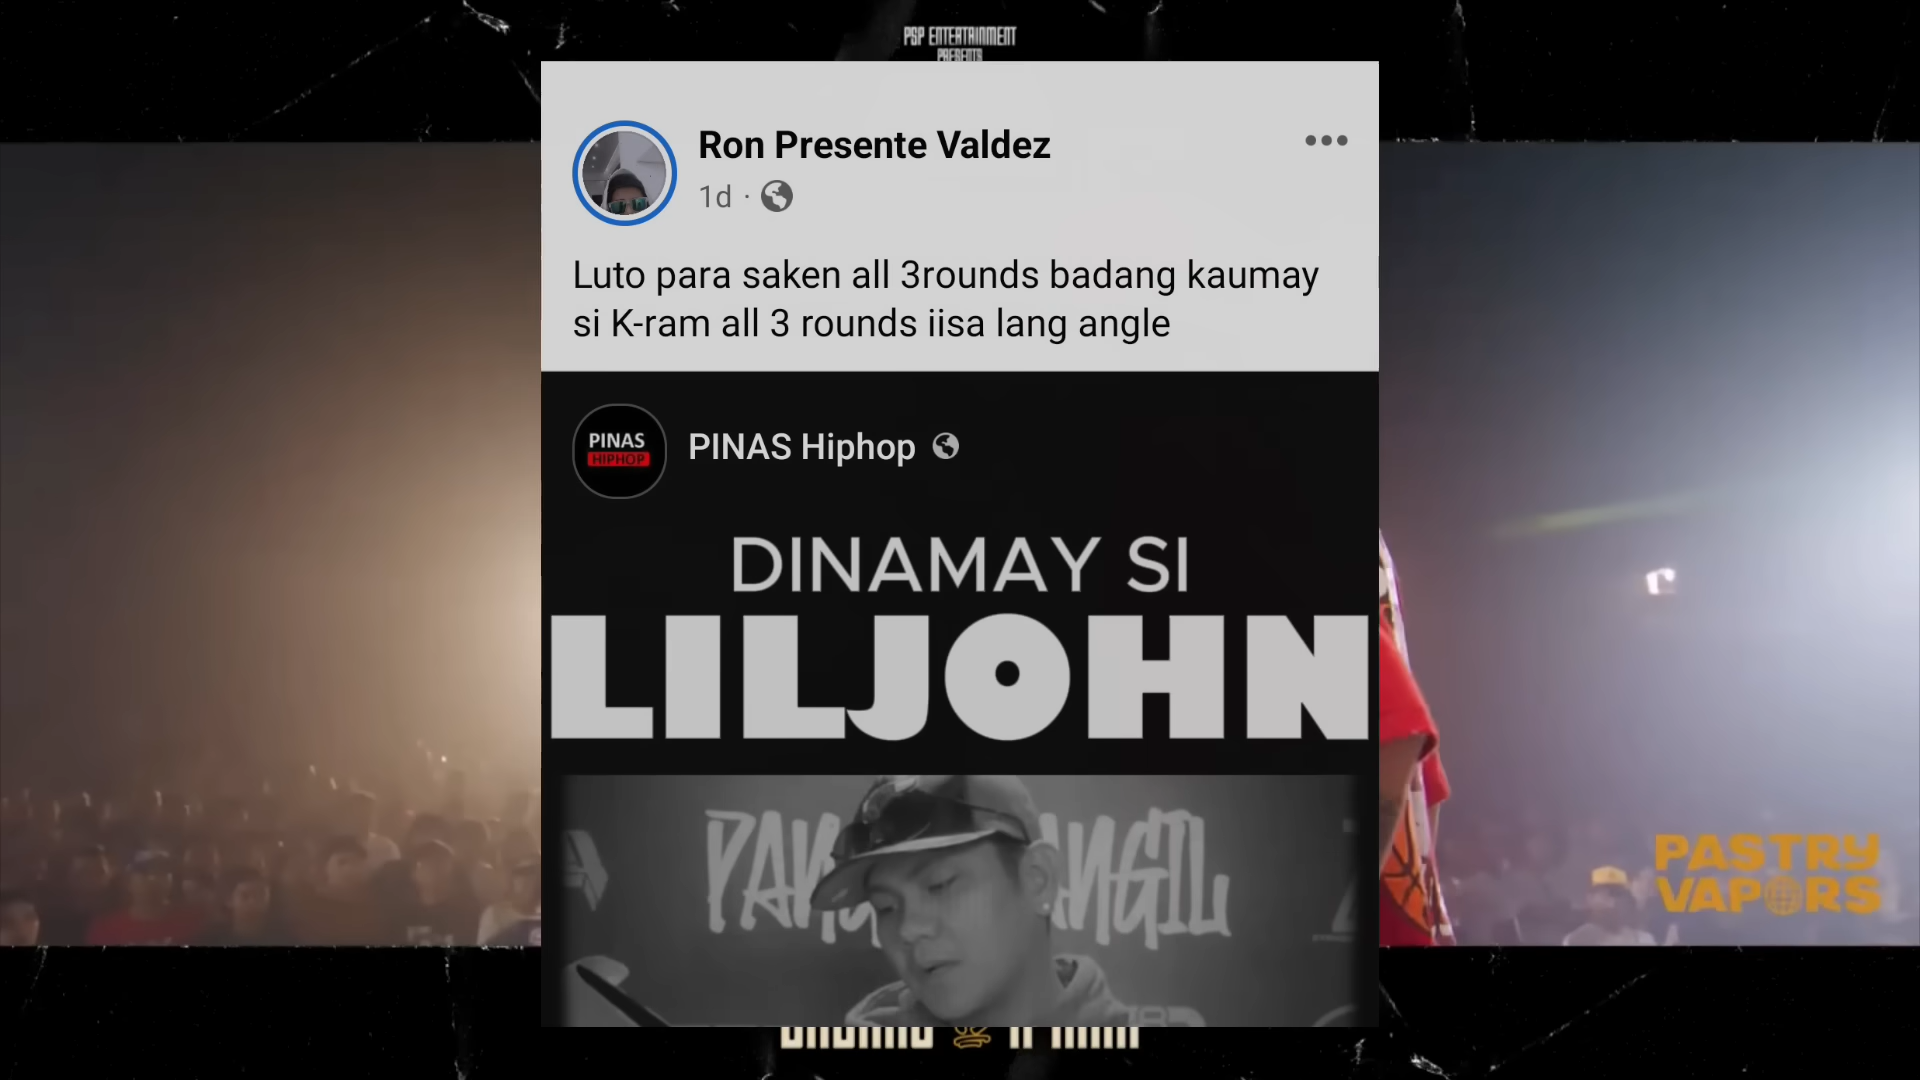 PSP ENTERTAINMENT
PRESENTS
Ron Presente Valdez
1d ·
Luto para saken all 3rounds badang kaumay
si K-ram all 3 rounds iisa lang angle
PINAS
HIPHOP
PINAS Hiphop
DINAMAY SI
LILJOHN
PASTRY
VAPORS